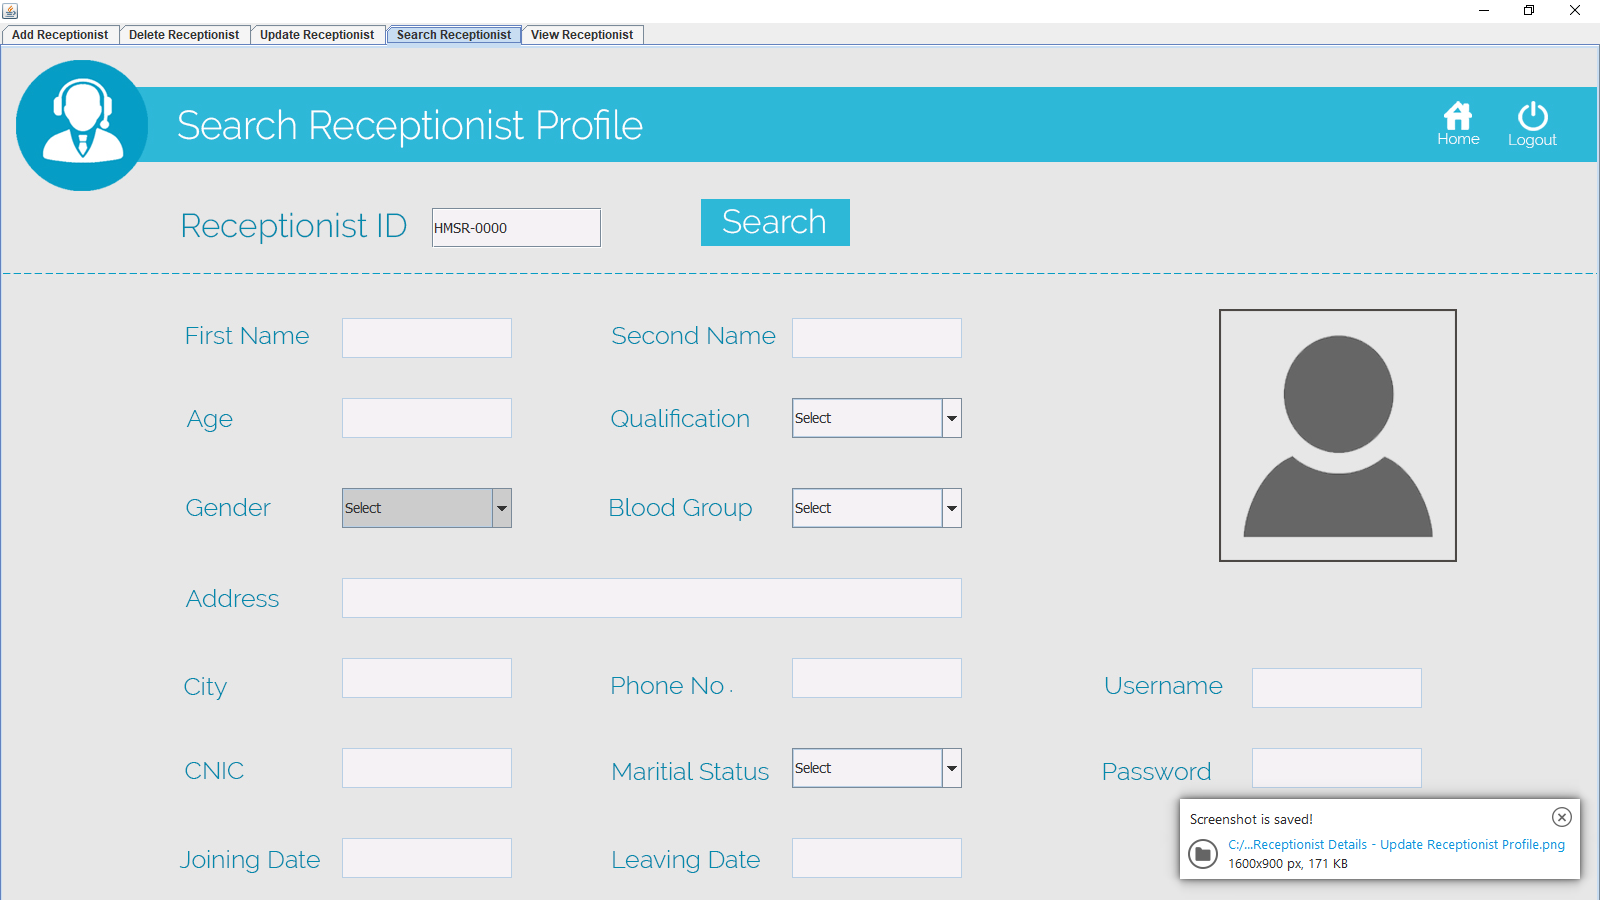 Add Receptionist Delete Receptionist Update Receptionist Search Receptionist View Receptionist
Search Receptionist Profile
Home Logout
Receptionist ID HMSR-0000 Search
First Name Second Name
Age Qualification Select
Gender Select Blood Group Select
Address
City Phone No . Username
CNIC Maritial Status Select Password
Screenshot is saved!
C:/...Receptionist Details - Update Receptionist Profile.png
1600x900 px, 171 KB
Joining Date Leaving Date